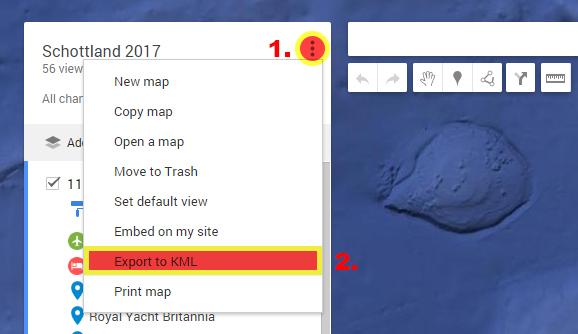 Schottland 2017
1.
56 view
All chan
Add
11
New map
Copy map
Open a map
Move to Trash
Set default view
Embed on my site
Export to KML
2.
Print map
Royal Yacht Britannia